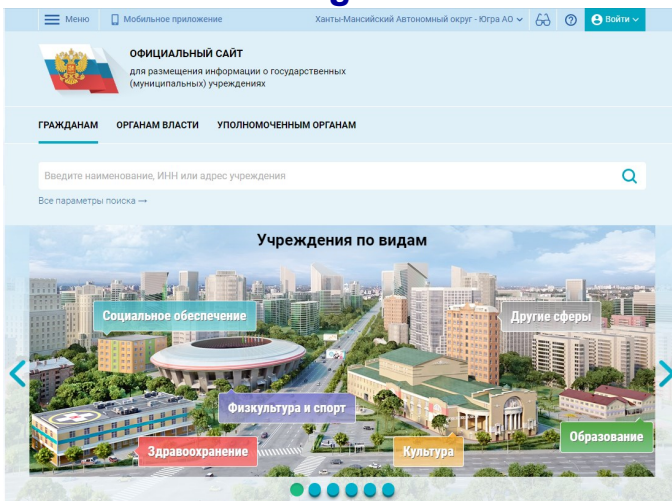 Меню
Мобильное приложение
Ханты-Мансийский Автономный округ - Югра АО
Войти
ОФИЦИАЛЬНЫЙ САЙТ
для размещения информации о государственных
(муниципальных) учреждениях
ГРАЖДАНАМ ОРГАНАМ ВЛАСТИ УПОЛНОМОЧЕННЫМ ОРГАНАМ
Введите наименование, ИНН или адрес учреждения
Все параметры поиска →
Учреждения по видам
Социальное обеспечение
Другие сферы
Физкультура и спорт
Образование
Здравоохранение
Культура